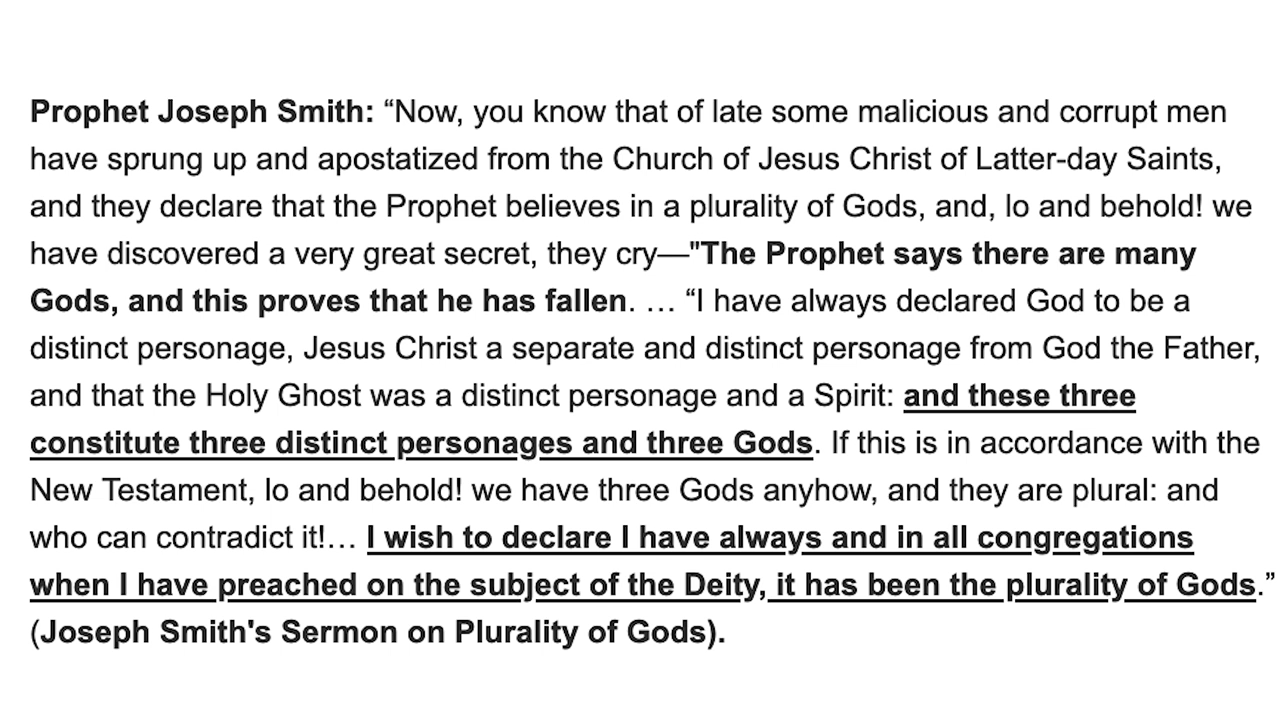 Prophet Joseph Smith: “Now, you know that of late some malicious and corrupt men
have sprung up and apostatized from the Church of Jesus Christ of Latter-day Saints,
and they declare that the Prophet believes in a plurality of Gods, and, lo and behold! we
have discovered a very great secret, they cry—"The Prophet says there are many
Gods, and this proves that he has fallen. … “I have always declared God to be a
distinct personage, Jesus Christ a separate and distinct personage from God the Father,
and that the Holy Ghost was a distinct personage and a Spirit: and these three
constitute three distinct personages and three Gods. If this is in accordance with the
New Testament, lo and behold! we have three Gods anyhow, and they are plural: and
who can contradict it!… I wish to declare I have always and in all congregations
when I have preached on the subject of the Deity, it has been the plurality of Gods.”
(Joseph Smith's Sermon on Plurality of Gods).